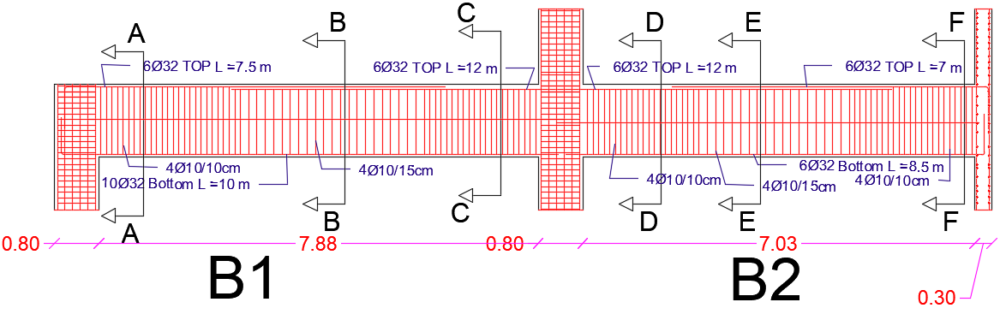 A
B
C
D
E
F
6Ø32 TOP L =7.5 m
6Ø32 TOP L =12 m
6Ø32 TOP L =12 m
6Ø32 TOP L =7 m
4Ø10/10cm
10Ø32 Bottom L =10 m
4Ø10/15cm
4Ø10/10cm
4Ø10/15cm
6Ø32 Bottom L =8.5 m
4Ø10/10cm
A
B
C
D
E
F
0.80
7.88
0.80
7.03
0.30
B1
B2